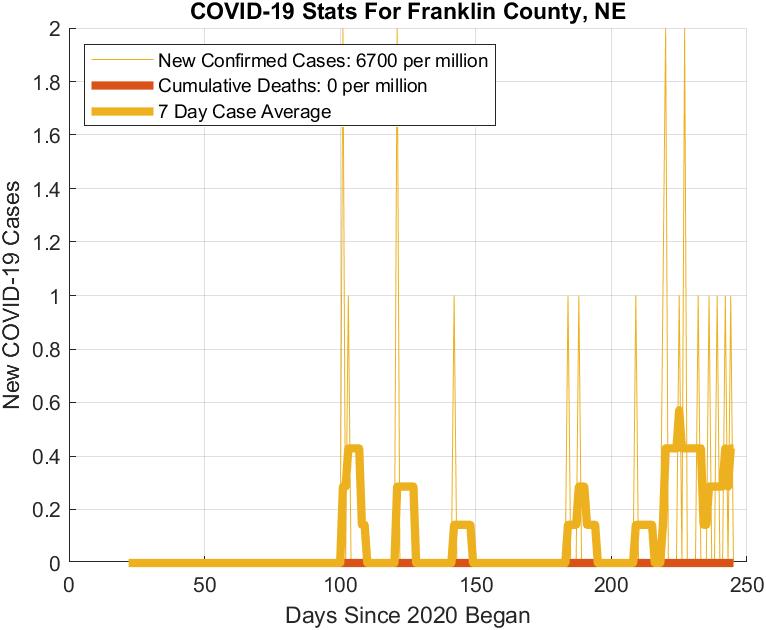 COVID-19 Stats For Franklin County, NE
2
1.8
1.6
1.4
1.2
1
0.8
0.6
0.4
0.2
0
New COVID-19 Cases
New Confirmed Cases: 6700 per million
Cumulative Deaths: 0 per million
7 Day Case Average
0 50 100 150 200 250
Days Since 2020 Began